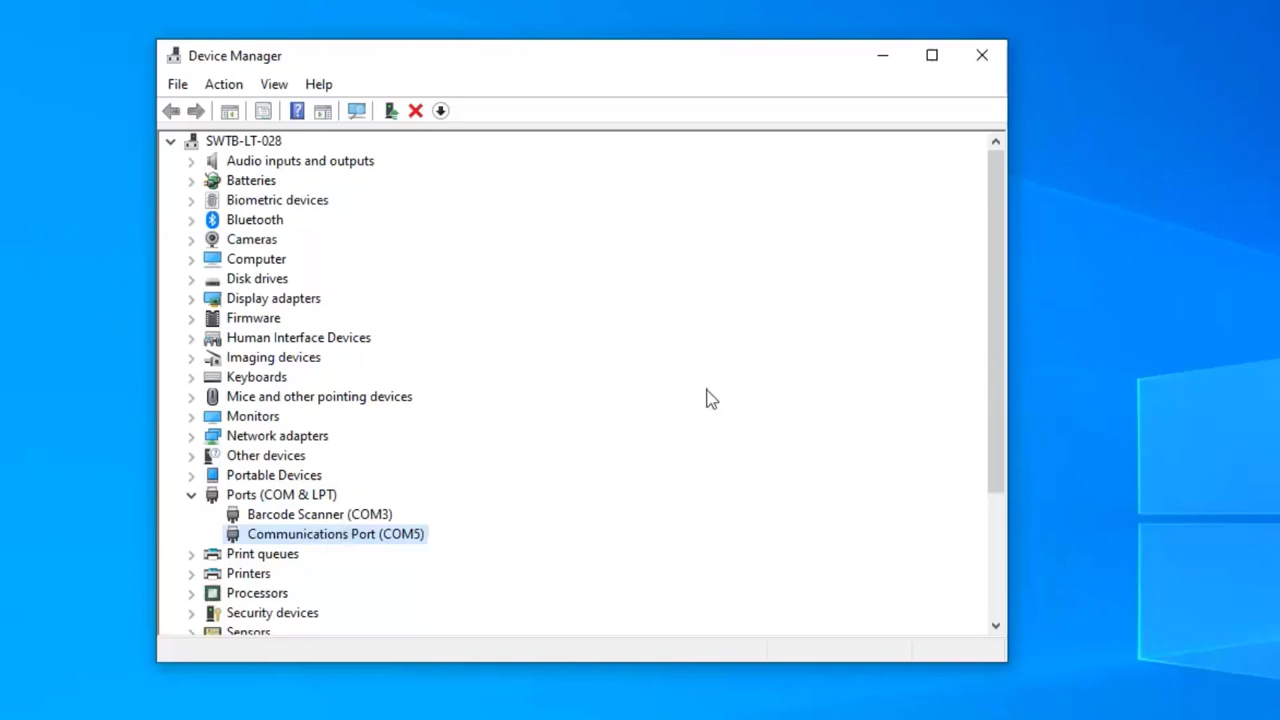 Device Manager
File Action View Help
SWTB-LT-028
Audio inputs and outputs
Batteries
Biometric devices
Bluetooth
Cameras
Computer
Disk drives
Display adapters
Firmware
Human Interface Devices
Imaging devices
Keyboards
Mice and other pointing devices
Monitors
Network adapters
Other devices
Portable Devices
Ports (COM & LPT)
Barcode Scanner (COM3)
Communications Port (COM5)
Print queues
Printers
Processors
Security devices
Sensors